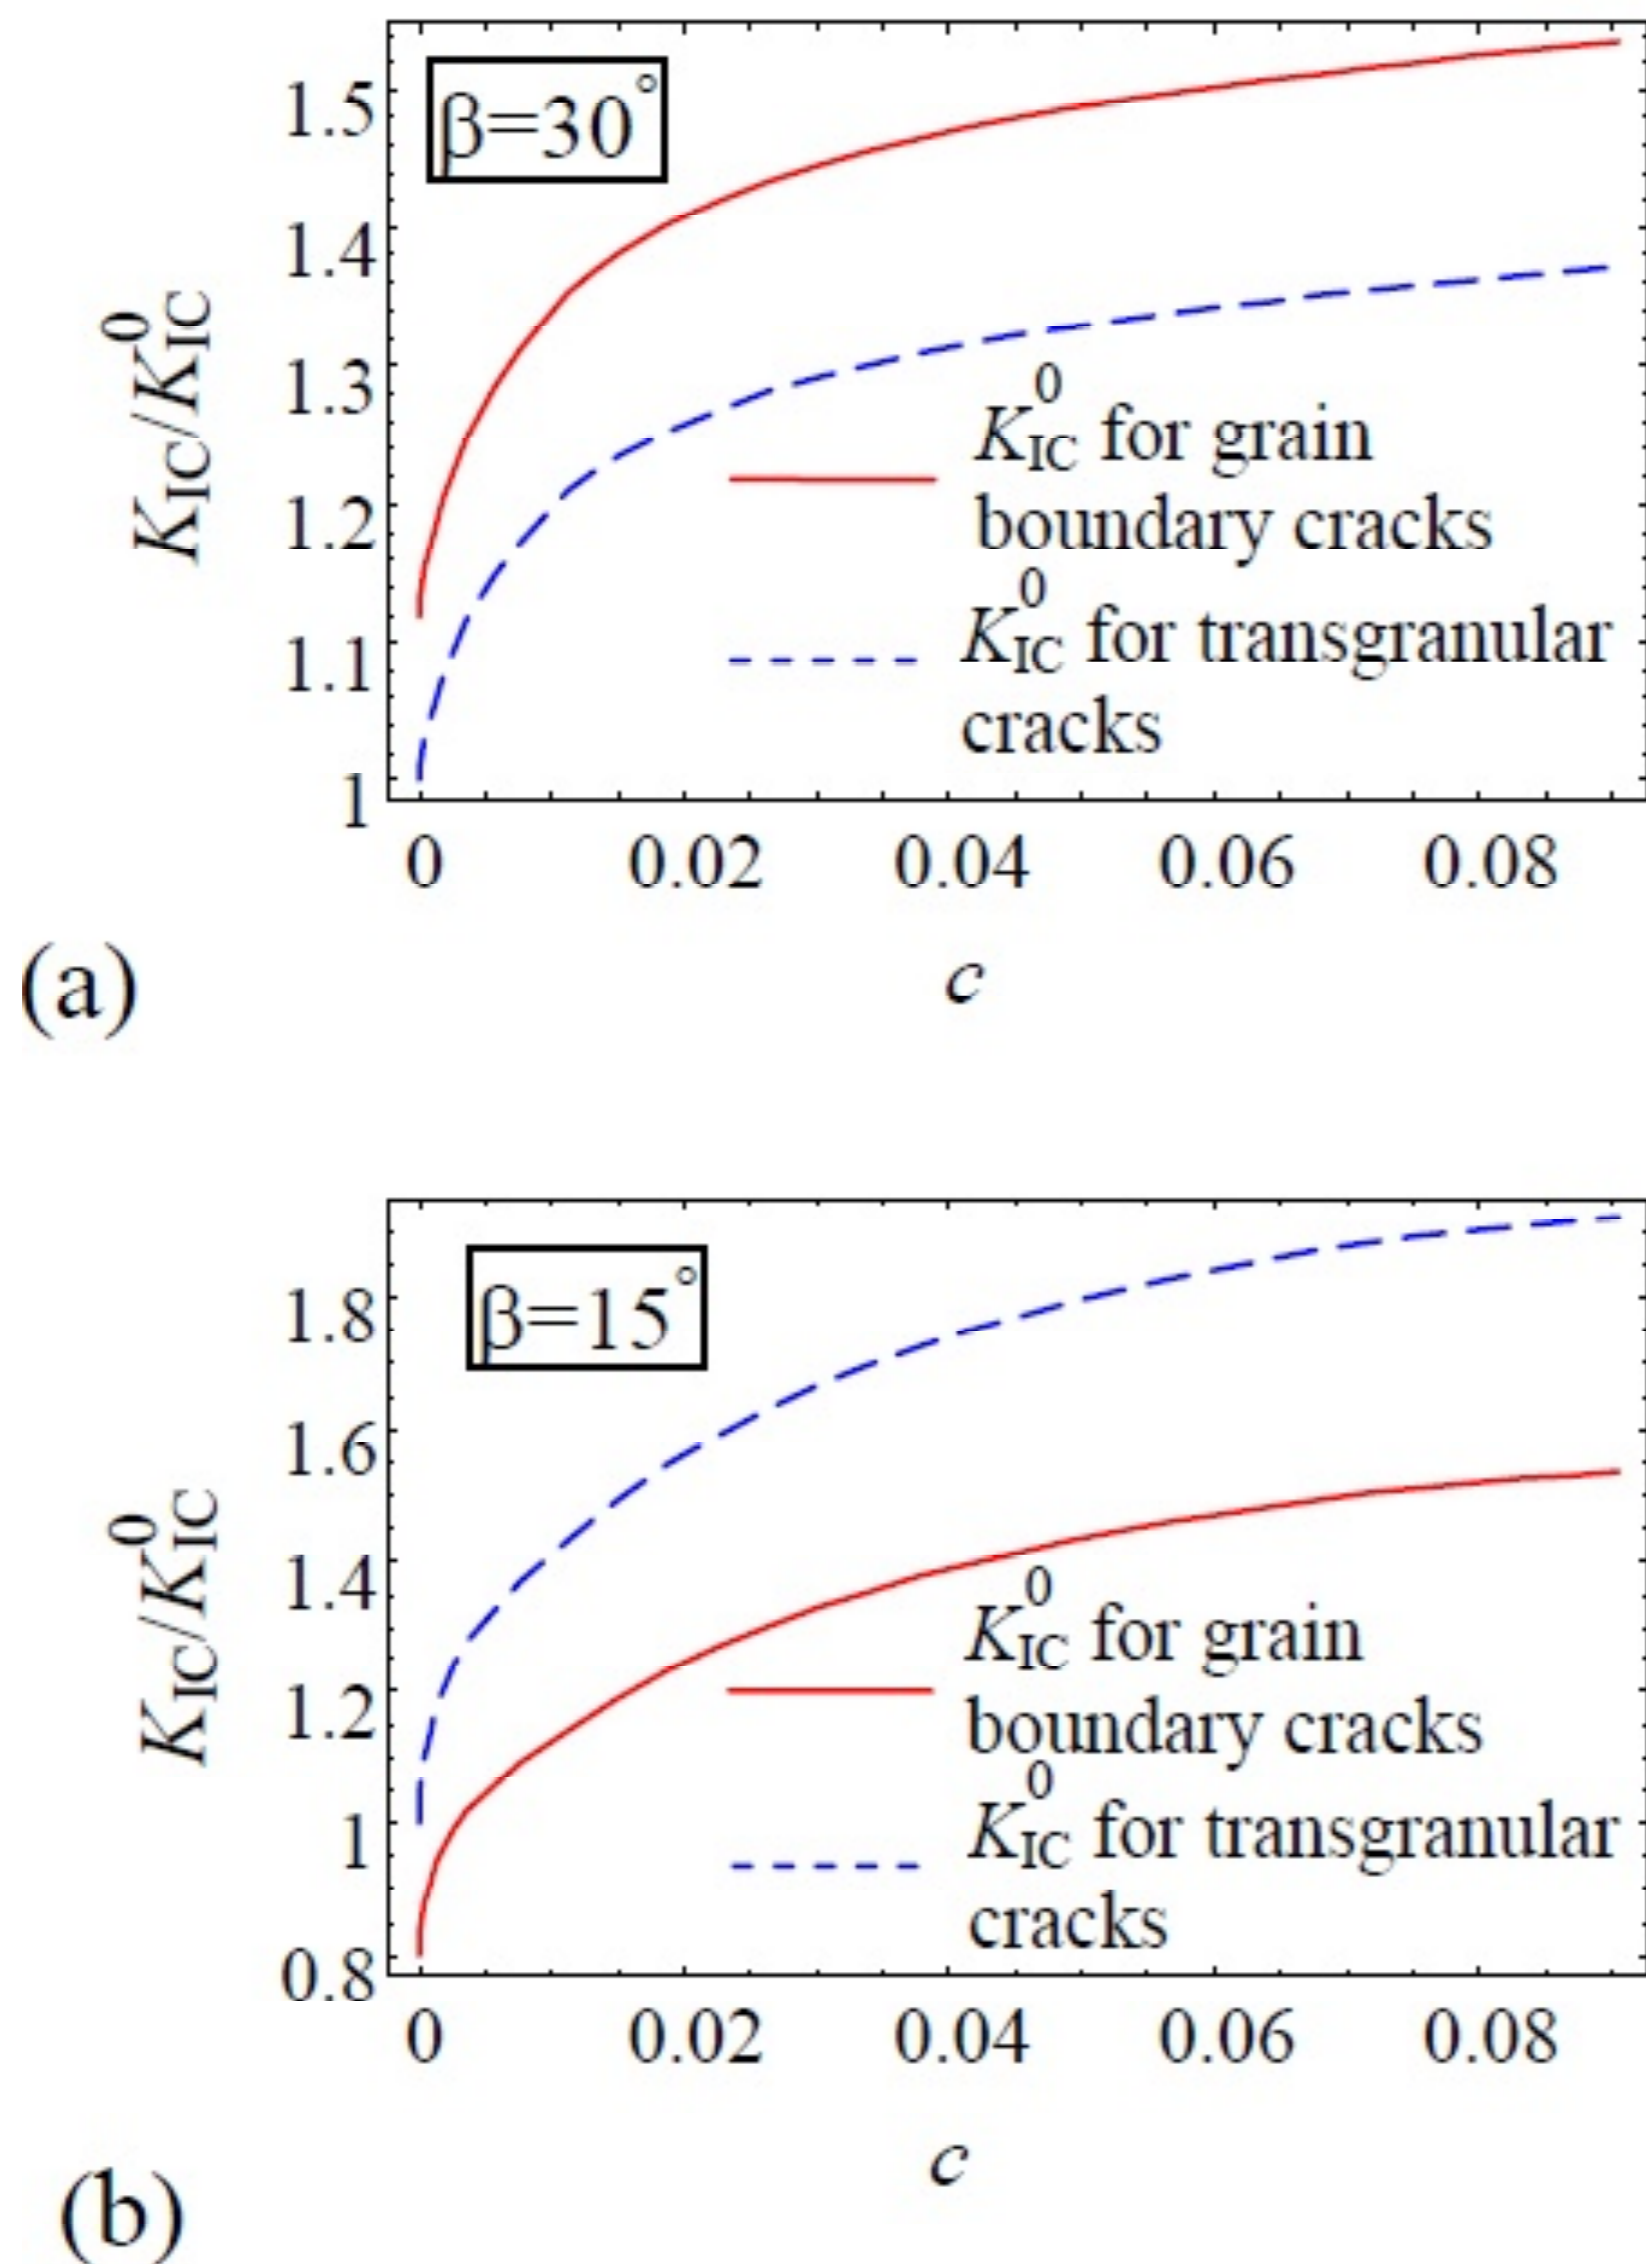 β=30°
1.5
1.4
1.3
1.2
1.1
1
K_IC/K_IC^0
K_IC^0 for grain
boundary cracks
K_IC^0 for transgranular
cracks
0 0.02 0.04 0.06 0.08
c
(a)
β=15°
1.8
1.6
1.4
1.2
1
0.8
K_IC/K_IC^0
K_IC^0 for grain
boundary cracks
K_IC^0 for transgranular
cracks
0 0.02 0.04 0.06 0.08
c
(b)